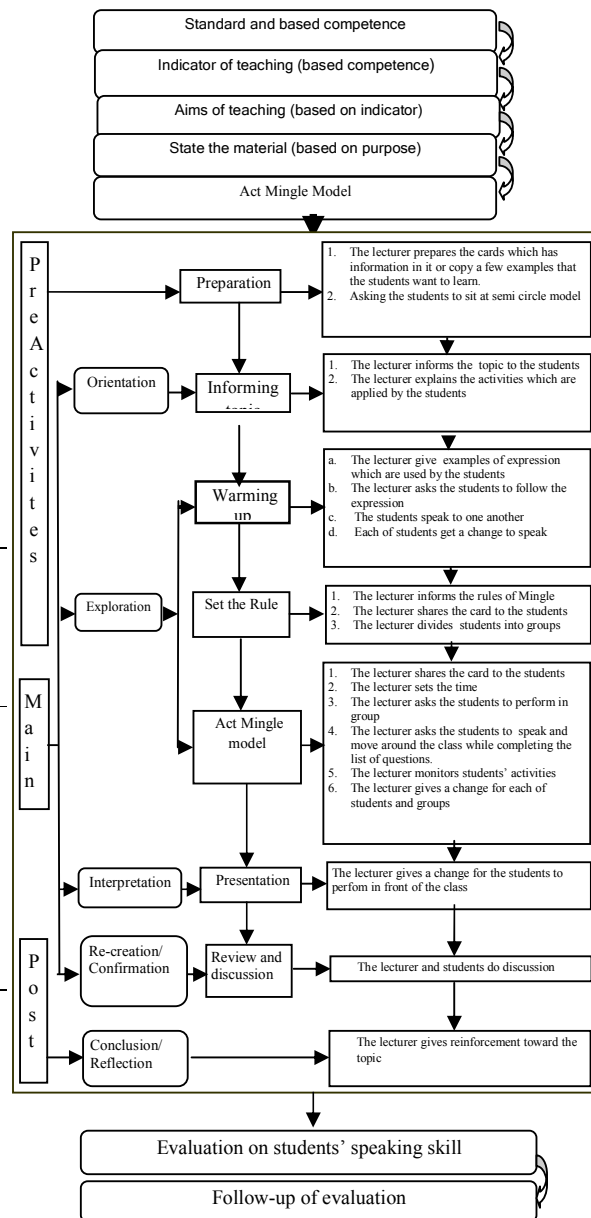 Standard and based competence
Indicator of teaching (based competence)
Aims of teaching (based on indicator)
State the material (based on purpose)
Act Mingle Model
P
r
e
A
c
t
i
v
i
t
e
s
Preparation
1. The lecturer prepares the cards which has
information in it or copy a few examples that
the students want to learn.
2. Asking the students to sit at semi circle model
Orientation
Informing
1. The lecturer informs the topic to the students
2. The lecturer explains the activities which are
applied by the students
Warming
up
a. The lecturer give examples of expression
which are used by the students
b. The lecturer asks the students to follow the
expression
c. The students speak to one another
d. Each of students get a change to speak
Exploration
Set the Rule
1. The lecturer informs the rules of Mingle
2. The lecturer shares the card to the students
3. The lecturer divides students into groups
M
a
i
n
Act Mingle
model
1. The lecturer shares the card to the students
2. The lecturer sets the time
3. The lecturer asks the students to perform in
group
4. The lecturer asks the students to speak and
move around the class while completing the
list of questions.
5. The lecturer monitors students' activities
6. The lecturer gives a change for each of
students and groups
Interpretation
Presentation
The lecturer gives a change for the students to
perfom in front of the class
P
o
s
t
Re-creation/
Confirmation
Review and
discussion
The lecturer and students do discussion
Conclusion/
Reflection
The lecturer gives reinforcement toward the
topic
Evaluation on students' speaking skill
Follow-up of evaluation